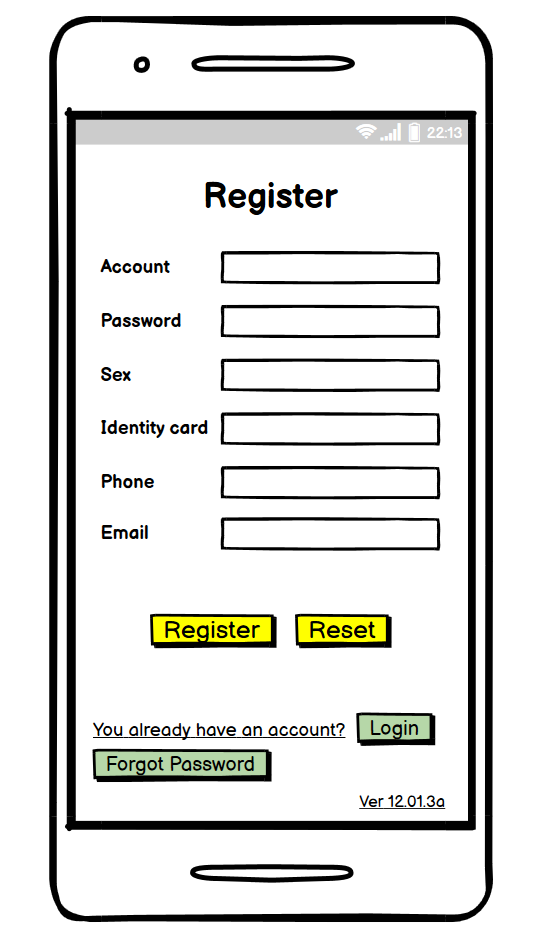 22:13
Register
Account
Password
Sex
Identity card
Phone
Email
Register Reset
You already have an account? Login
Forgot Password
Ver 12.01.3a